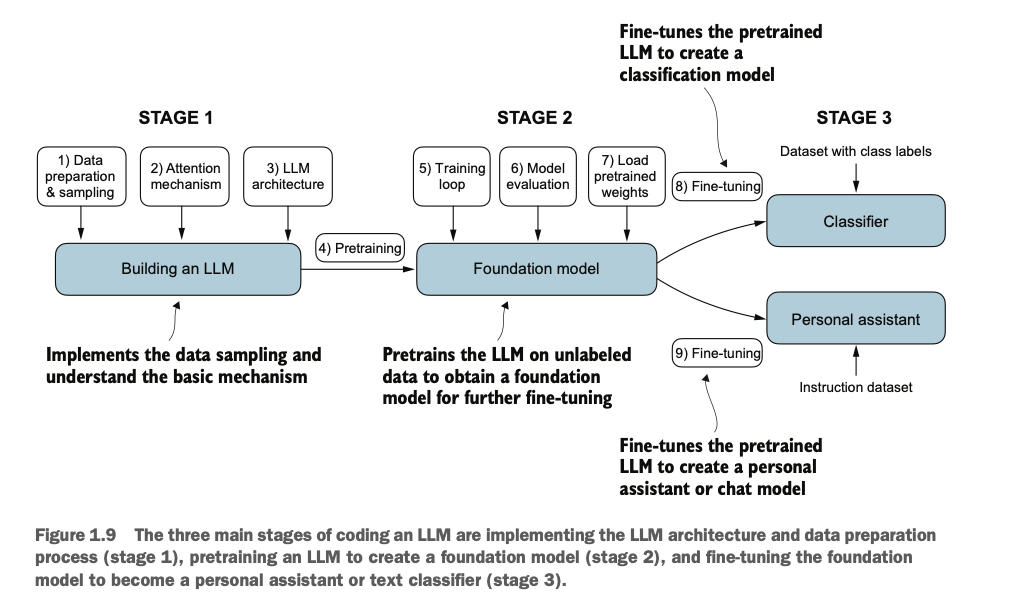 Fine-tunes the pretrained
LLM to create a
classification model
STAGE 1
STAGE 2
STAGE 3
1) Data
preparation
& sampling
2) Attention
mechanism
3) LLM
architecture
5) Training
loop
6) Model
evaluation
7) Load
pretrained
weights
8) Fine-tuning
Dataset with class labels
Classifier
Building an LLM
4) Pretraining
Foundation model
Personal assistant
Implements the data sampling and
understand the basic mechanism
Pretrains the LLM on unlabeled
data to obtain a foundation
model for further fine-tuning
9) Fine-tuning
Instruction dataset
Fine-tunes the pretrained
LLM to create a personal
assistant or chat model
Figure 1.9 The three main stages of coding an LLM are implementing the LLM architecture and data preparation
process (stage 1), pretraining an LLM to create a foundation model (stage 2), and fine-tuning the foundation
model to become a personal assistant or text classifier (stage 3).